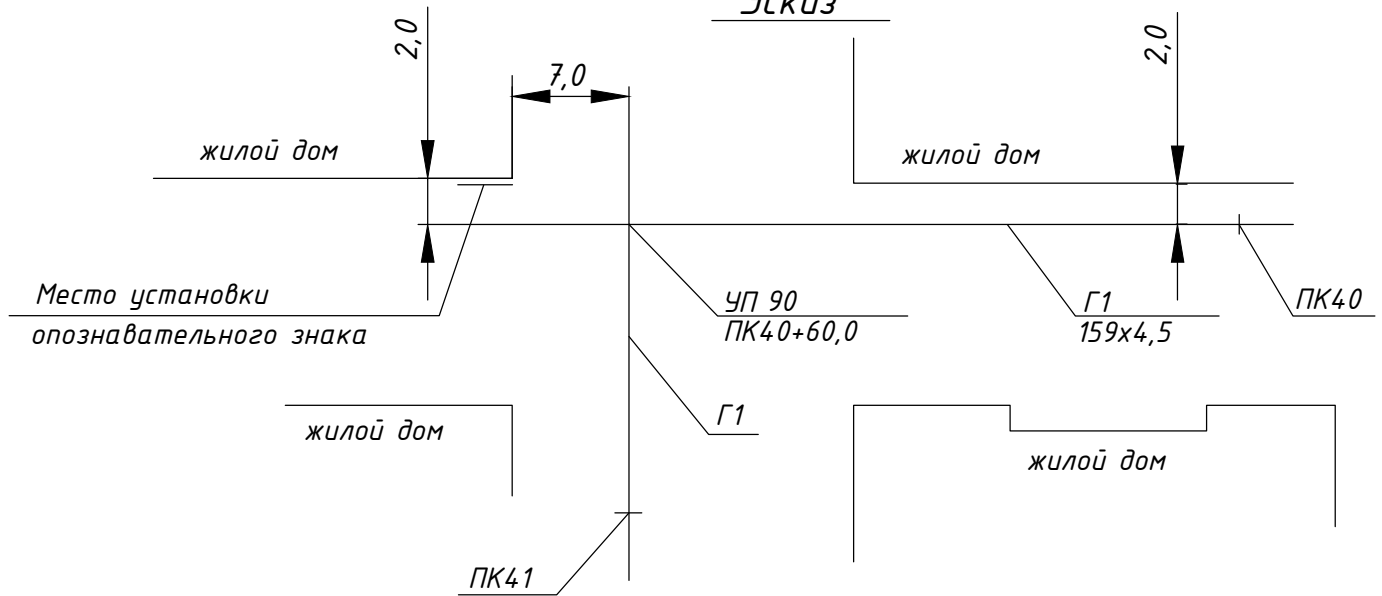 Эскиз
2,0
7,0
2,0
жилой дом
жилой дом
Место установки
опознавательного знака
УП 90
ПК40+60,0
Г1
159х4,5
ПК40
жилой дом
Г1
жилой дом
ПК41